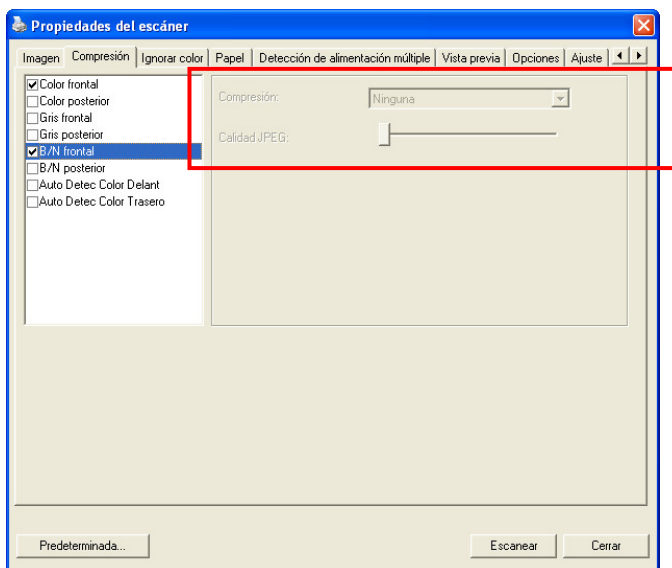 Propiedades del escáner
Imagen Compresión Ignorar color Papel Detección de alimentación múltiple Vista previa Opciones Ajuste
Color frontal
Color posterior
Gris frontal
Gris posterior
B/N frontal
B/N posterior
Auto Detec Color Delant
Auto Detec Color Trasero
Compresión: Ninguna
Calidad JPEG:
Predeterminada... Escanear Cerrar